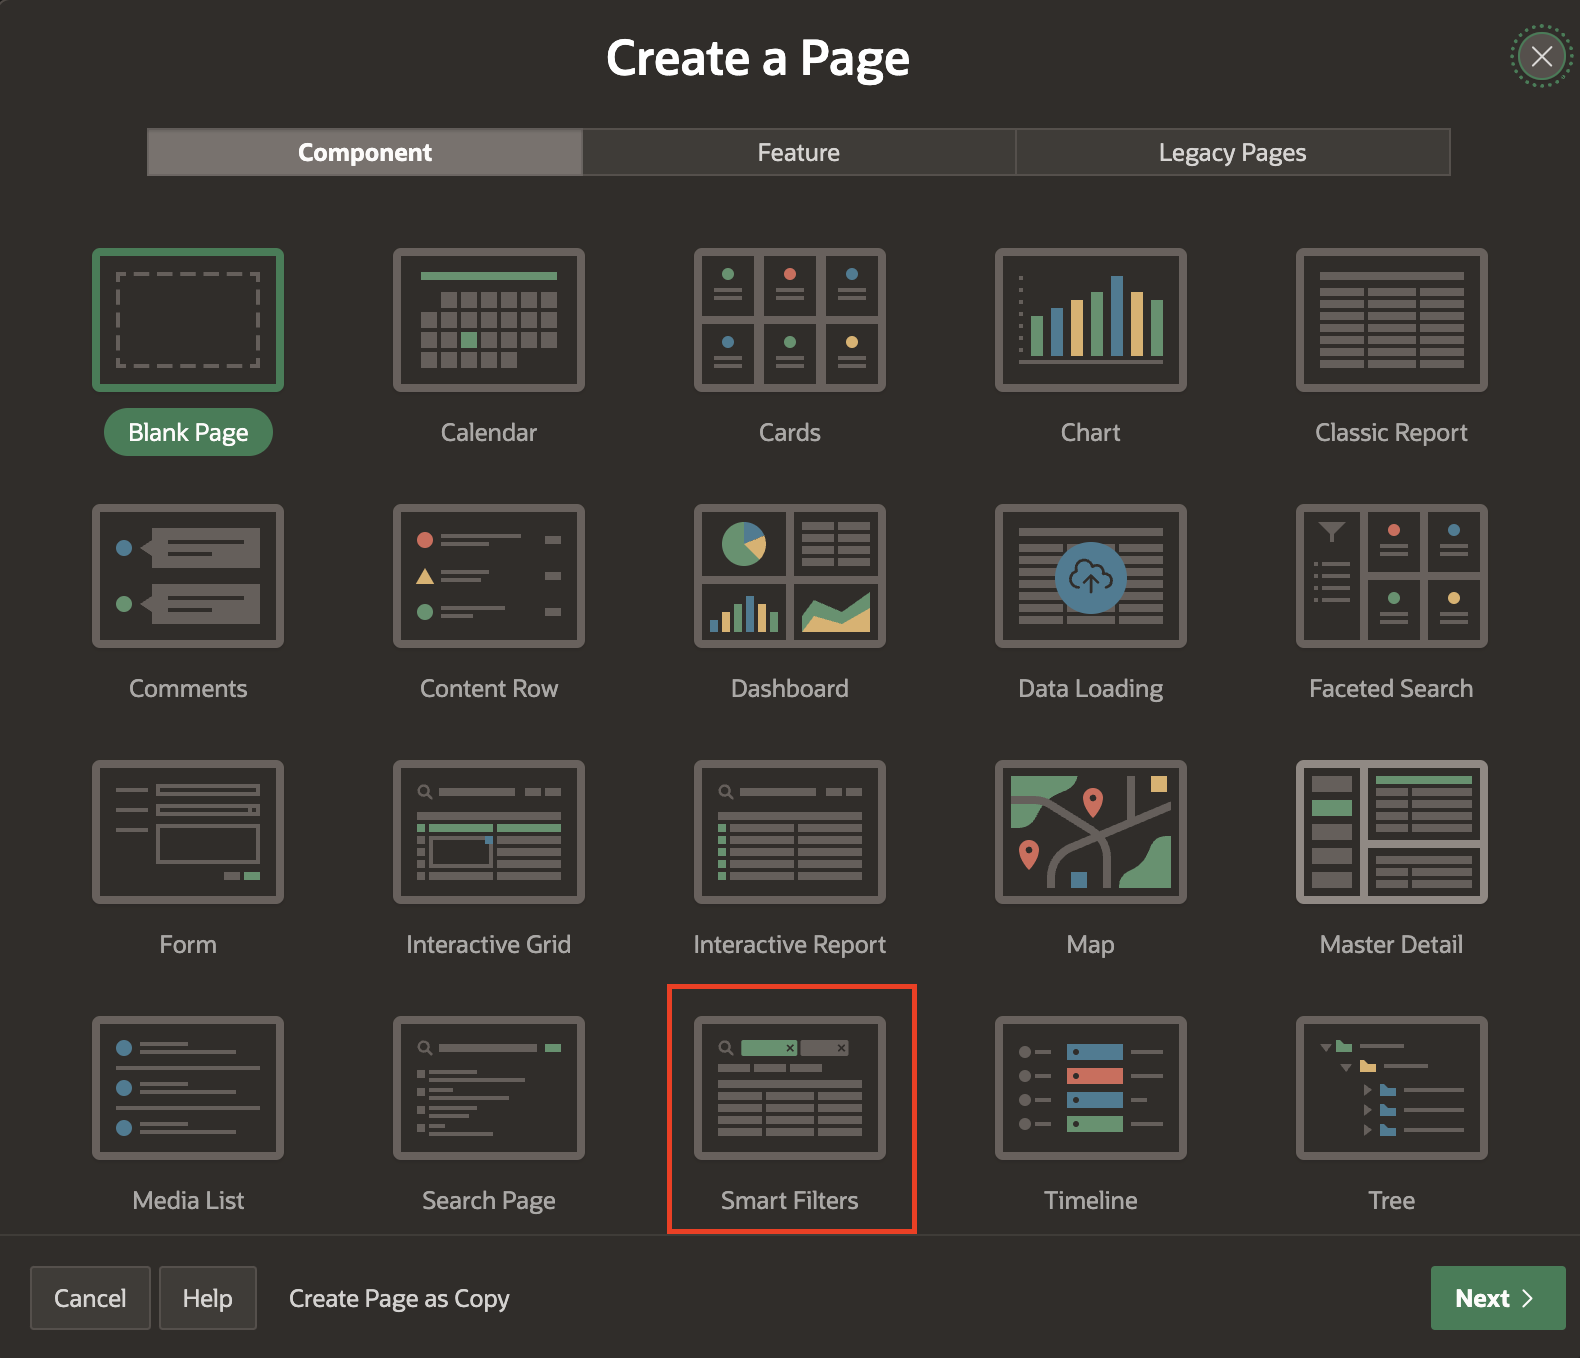 Create a Page
Component
Feature
Legacy Pages
Blank Page
Calendar
Cards
Chart
Classic Report
Comments
Content Row
Dashboard
Data Loading
Faceted Search
Form
Interactive Grid
Interactive Report
Map
Master Detail
Media List
Search Page
Smart Filters
Timeline
Tree
Cancel
Help
Create Page as Copy
Next